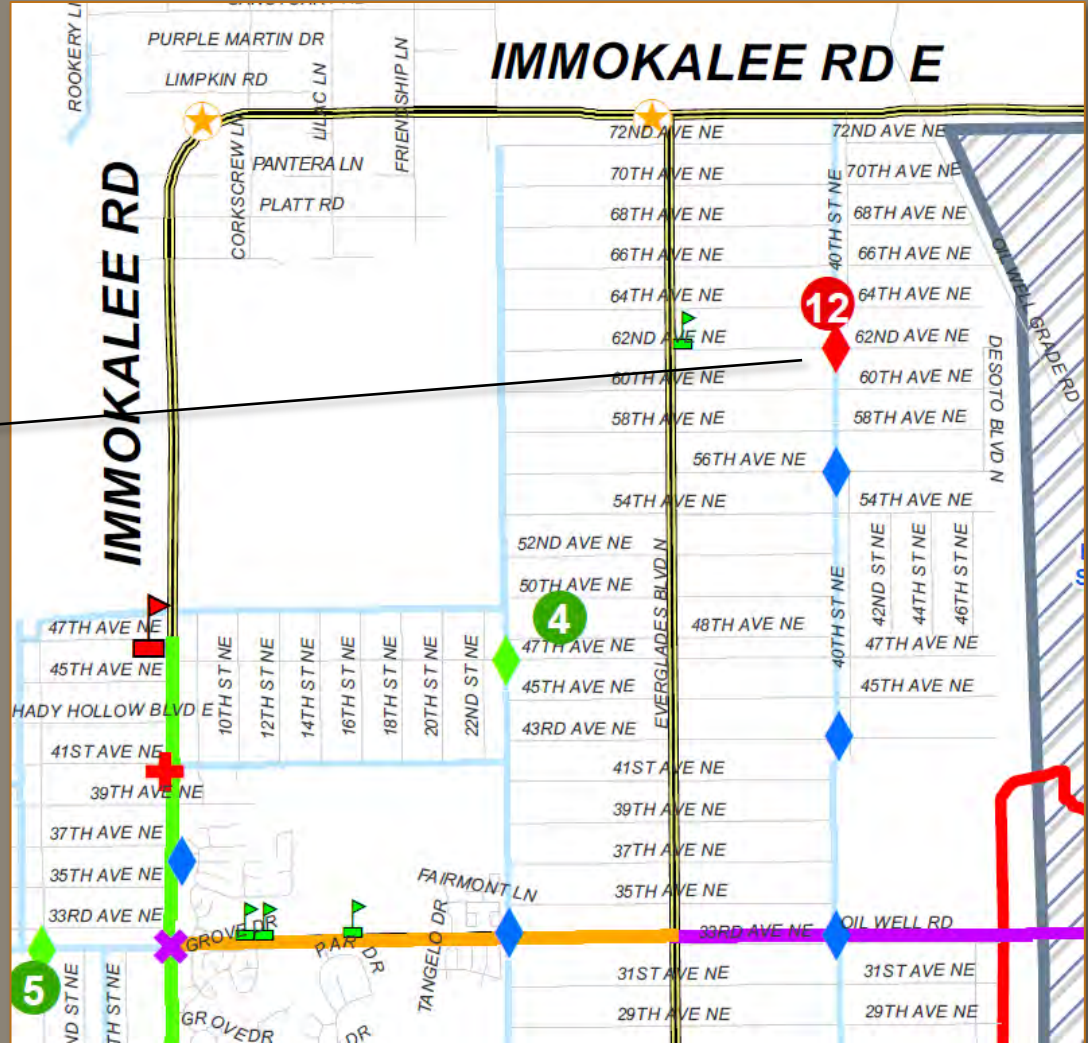 ROOKERY
PURPLE MARTIN DR
LIMPKIN RD
LILAC LN
FRIENDSHIP LN
CORKSCREW LN
PANTERA LN
PLATT RD
IMMOKALEE RD E
IMMOKALEE RD
72ND AVE NE
72ND AVE NE
70TH AVE NE
70TH AVE NE
68TH AVE NE
68TH AVE NE
66TH AVE NE
66TH AVE NE
64TH AVE NE
64TH AVE NE
12
62ND AVE NE
62ND AVE NE
60TH AVE NE
60TH AVE NE
58TH AVE NE
58TH AVE NE
56TH AVE NE
54TH AVE NE
54TH AVE NE
40TH ST NE
OIL WELL GRADE RD
DESOTO BLVD N
52ND AVE NE
50TH AVE NE
4
48TH AVE NE
47TH AVE NE
47TH AVE NE
47TH AVE NE
45TH AVE NE
45TH AVE NE
45TH AVE NE
43RD AVE NE
EVERGLADES BLVD N
40TH ST NE
42ND ST NE
44TH ST NE
46TH ST NE
HADY HOLLOW BLVD E
10TH ST NE
12TH ST NE
14TH ST NE
16TH ST NE
18TH ST NE
20TH ST NE
22ND ST NE
41ST AVE NE
41ST AVE NE
39TH AVE NE
39TH AVE NE
37TH AVE NE
37TH AVE NE
35TH AVE NE
35TH AVE NE
33RD AVE NE
33RD AVE NE
OIL WELL RD
FAIRMONT LN
TANGELO DR
GROVE DR
PAR DR
31ST AVE NE
31ST AVE NE
29TH AVE NE
29TH AVE NE
5
ND ST NE
TH ST NE
GROVE DR
DR